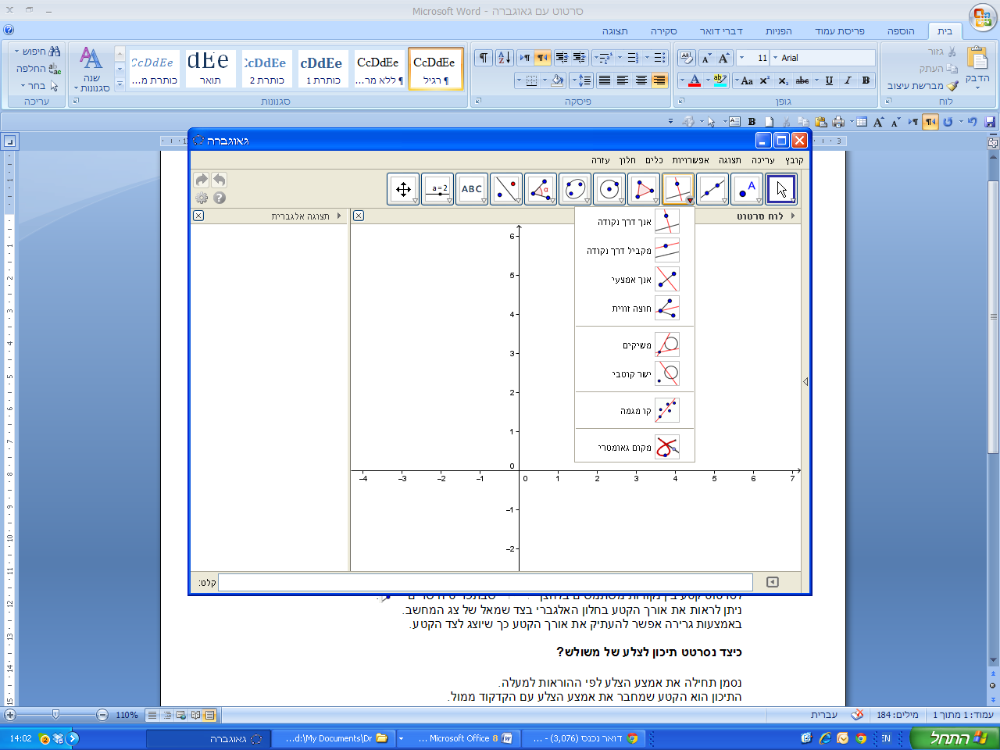 סרטוט עם גאוגברה - Microsoft Word
בית הוספה פריסת עמוד הפניות דברי דואר סקירה תצוגה
הדבק
גזור
העתק
מברשת עיצוב
לוח
Arial 11
גופן
פיסקה
AaBbCcDdEe
¶ רגיל
¶ ללא מר...
כותרת 1
כותרת 2
תואר
כותרת מ...
שנה סגנונות
סגנונות
חיפוש
החלפה
בחר
עריכה
גאוגברה
קובץ עריכה תצוגה אפשרויות כלים חלון עזרה
a=2
ABC
A
לוח סרטוט
תצוגה אלגברית
אנך דרך נקודה
מקביל דרך נקודה
אנך אמצעי
חוצה זווית
משיקים
ישר קוטבי
קו מגמה
מקום גאומטרי
6
5
4
3
2
1
0
–4 –3 –2 –1 0 1 2 3 4 5 6 7
–1
–2
קלט:
ניתן לראות את אורך הקטע בחלון האלגברי בצד שמאל של צג המחשב.
באמצעות גרירה אפשר להעתיק את אורך הקטע כך שיוצג לצד הקטע.
כיצד נסרטט תיכון לצלע של משולש?
נסמן תחילה את אמצע הצלע לפי ההוראות למעלה.
התיכון הוא הקטע שמחבר את אמצע הצלע עם הקדקוד ממול.
עמוד: 1 מתוך 1 מילים: 184 עברית 110%
התחל EN דואר נכנס (3,076) - ... 8 Microsoft Office ... d:\My Documents\Dr... גאוגברה 14:02